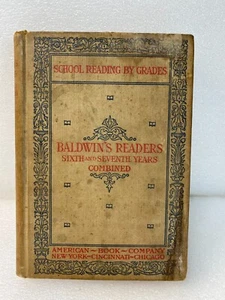 SCHOOL READING BY GRADES
BALDWIN'S READERS
SIXTH AND SEVENTH YEARS
COMBINED
AMERICAN BOOK COMPANY
NEW YORK CINCINNATI CHICAGO